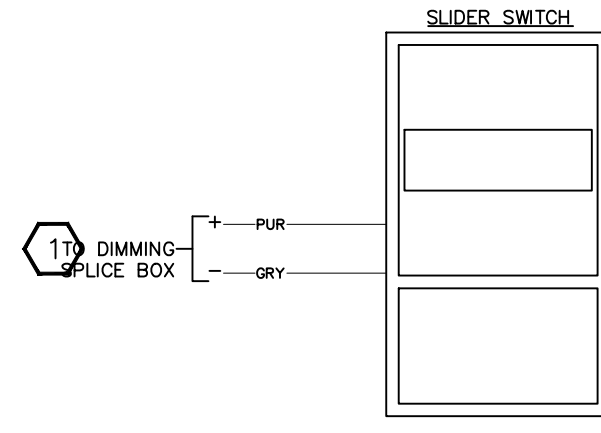 SLIDER SWITCH
+ PUR
1 TO DIMMING
SPLICE BOX
- GRY